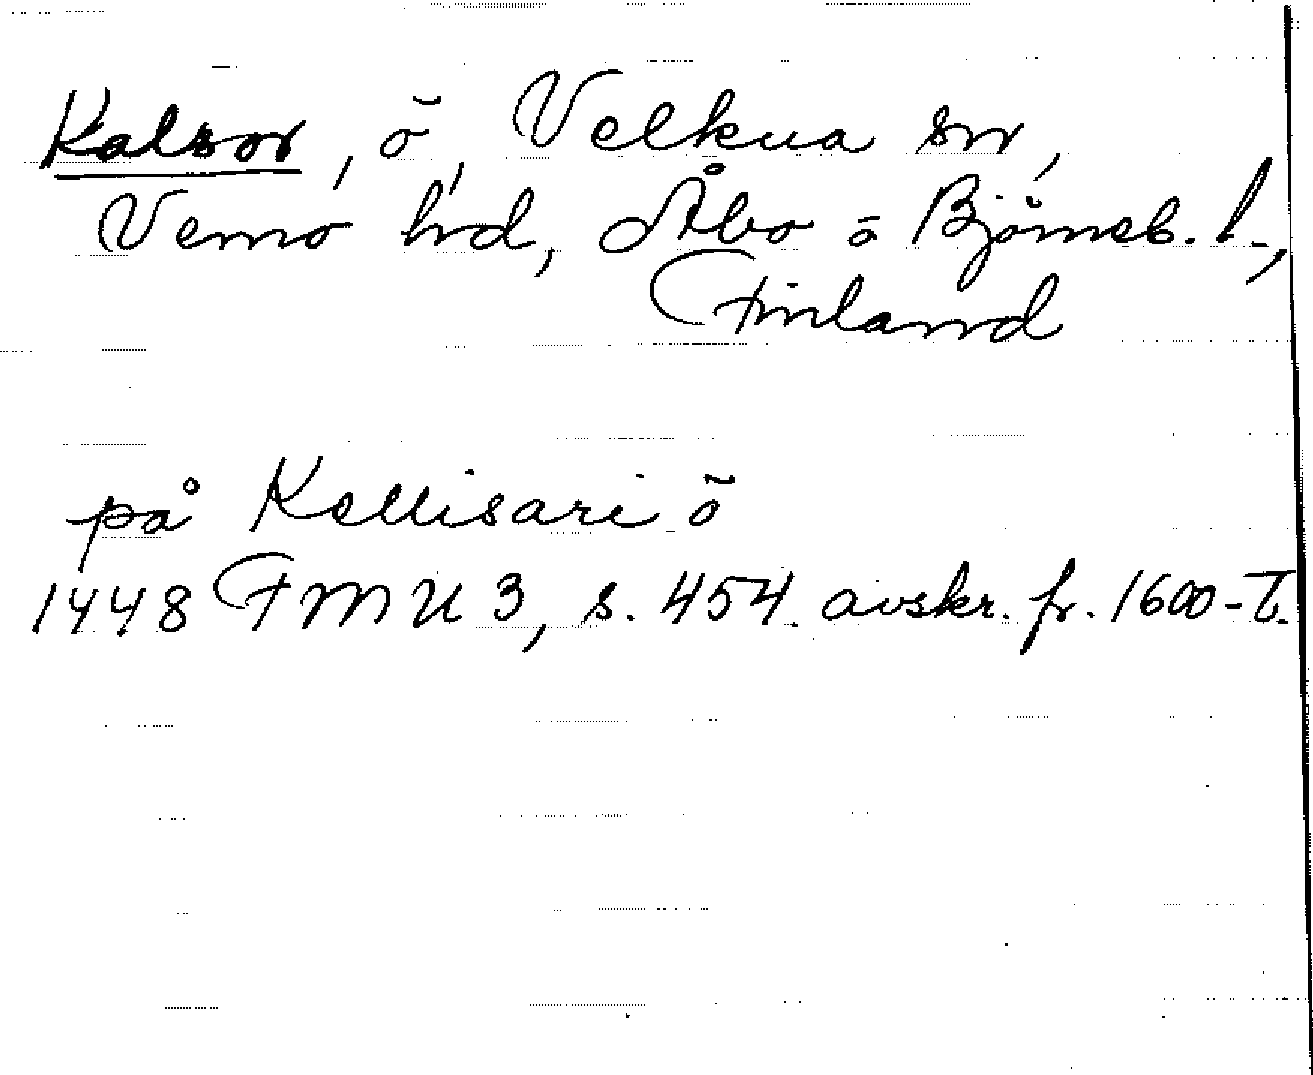 Kalsor, ö, Velkua sn,
Vemo hd, Åbo o Björneb. l.,
Finland
på Kellisari ö
1448 FMU 3, s. 454. avskr. fr. 1600-T.